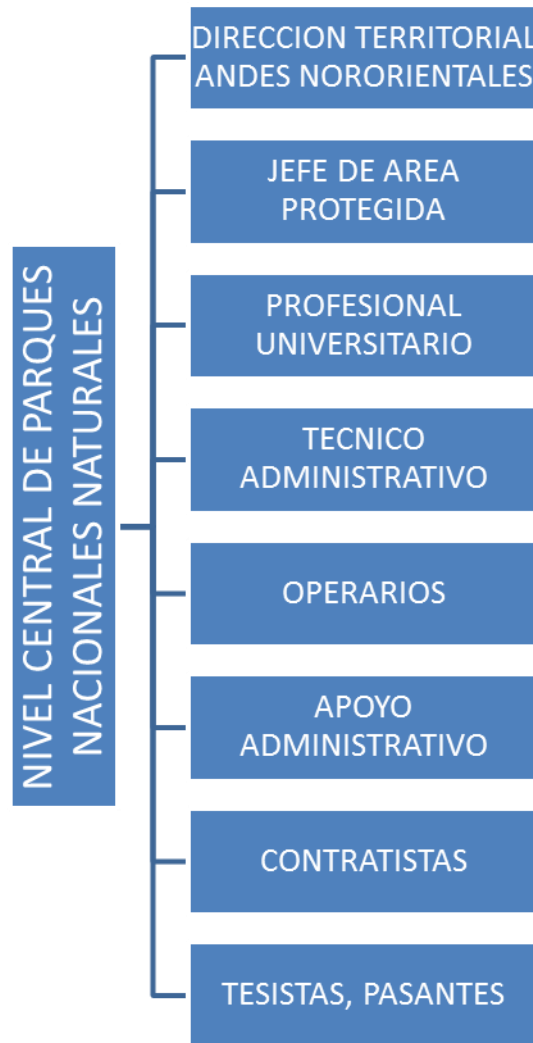 NIVEL CENTRAL DE PARQUES
NACIONALES NATURALES
DIRECCION TERRITORIAL
ANDES NORORIENTALES
JEFE DE AREA
PROTEGIDA
PROFESIONAL
UNIVERSITARIO
TECNICO
ADMINISTRATIVO
OPERARIOS
APOYO
ADMINISTRATIVO
CONTRATISTAS
TESISTAS, PASANTES